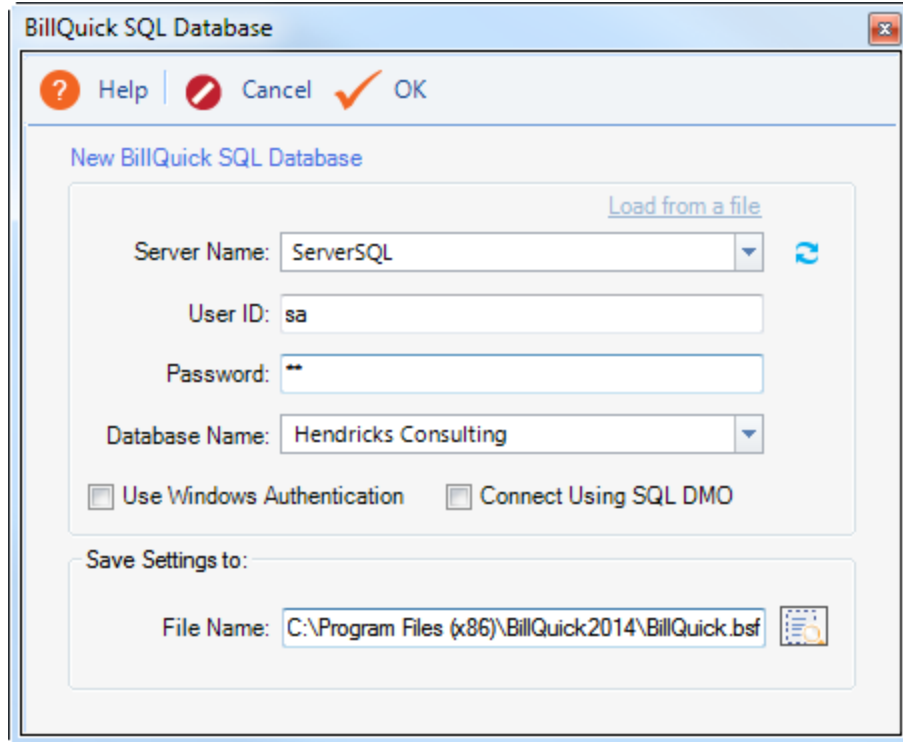 BillQuick SQL Database
? Help Cancel OK
New BillQuick SQL Database
Load from a file
Server Name: ServerSQL
User ID: sa
Password: **
Database Name: Hendricks Consulting
Use Windows Authentication Connect Using SQL DMO
Save Settings to:
File Name: C:\Program Files (x86)\BillQuick2014\BillQuick.bsf